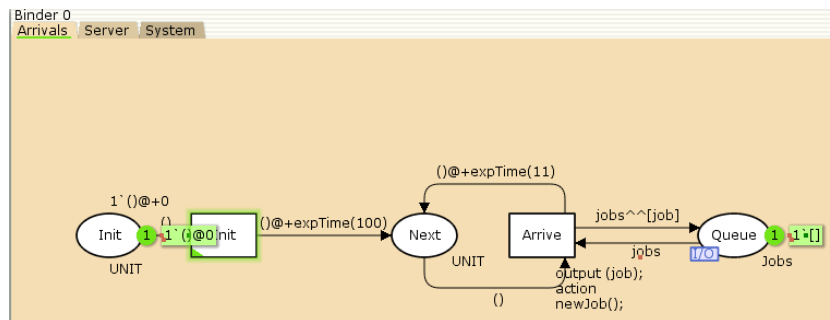 Binder 0
Arrivals Server System
()@+expTime(11)
1`()@+0
()
Init 1 1`()@0 nit
()@+expTime(100)
Next
Arrive
jobs^^[job]
Queue 1 1`[]
jobs
I/O
UNIT
UNIT
Jobs
output (job);
action
newJob();
()